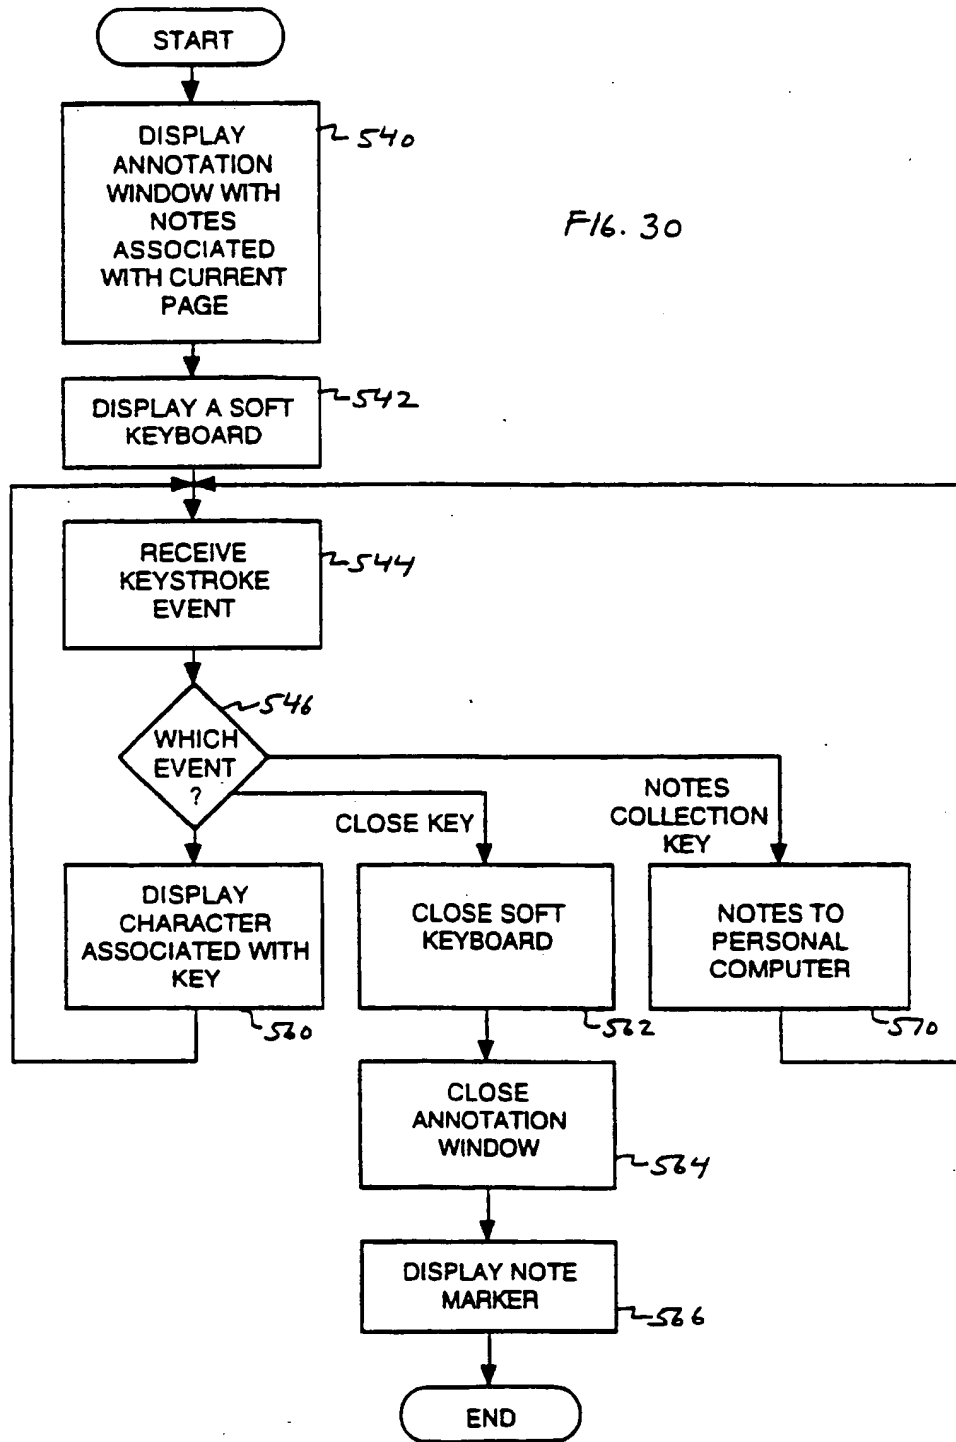 START
DISPLAY
ANNOTATION
WINDOW WITH
NOTES
ASSOCIATED
WITH CURRENT
PAGE
540
FIG. 30
DISPLAY A SOFT
KEYBOARD
542
RECEIVE
KEYSTROKE
EVENT
544
WHICH
EVENT
?
546
CLOSE KEY
NOTES
COLLECTION
KEY
DISPLAY
CHARACTER
ASSOCIATED WITH
KEY
560
CLOSE SOFT
KEYBOARD
562
NOTES TO
PERSONAL
COMPUTER
570
CLOSE
ANNOTATION
WINDOW
564
DISPLAY NOTE
MARKER
566
END